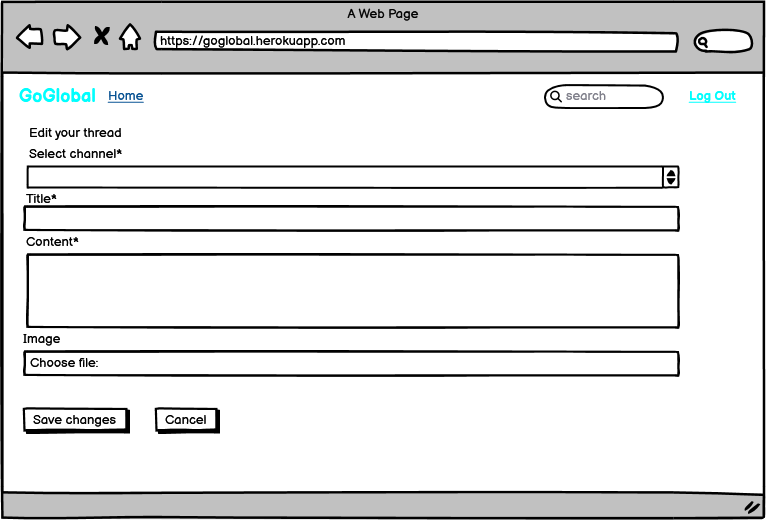 A Web Page
https://goglobal.herokuapp.com
GoGlobal Home search Log Out
Edit your thread
Select channel*
Title*
Content*
Image
Choose file:
Save changes Cancel